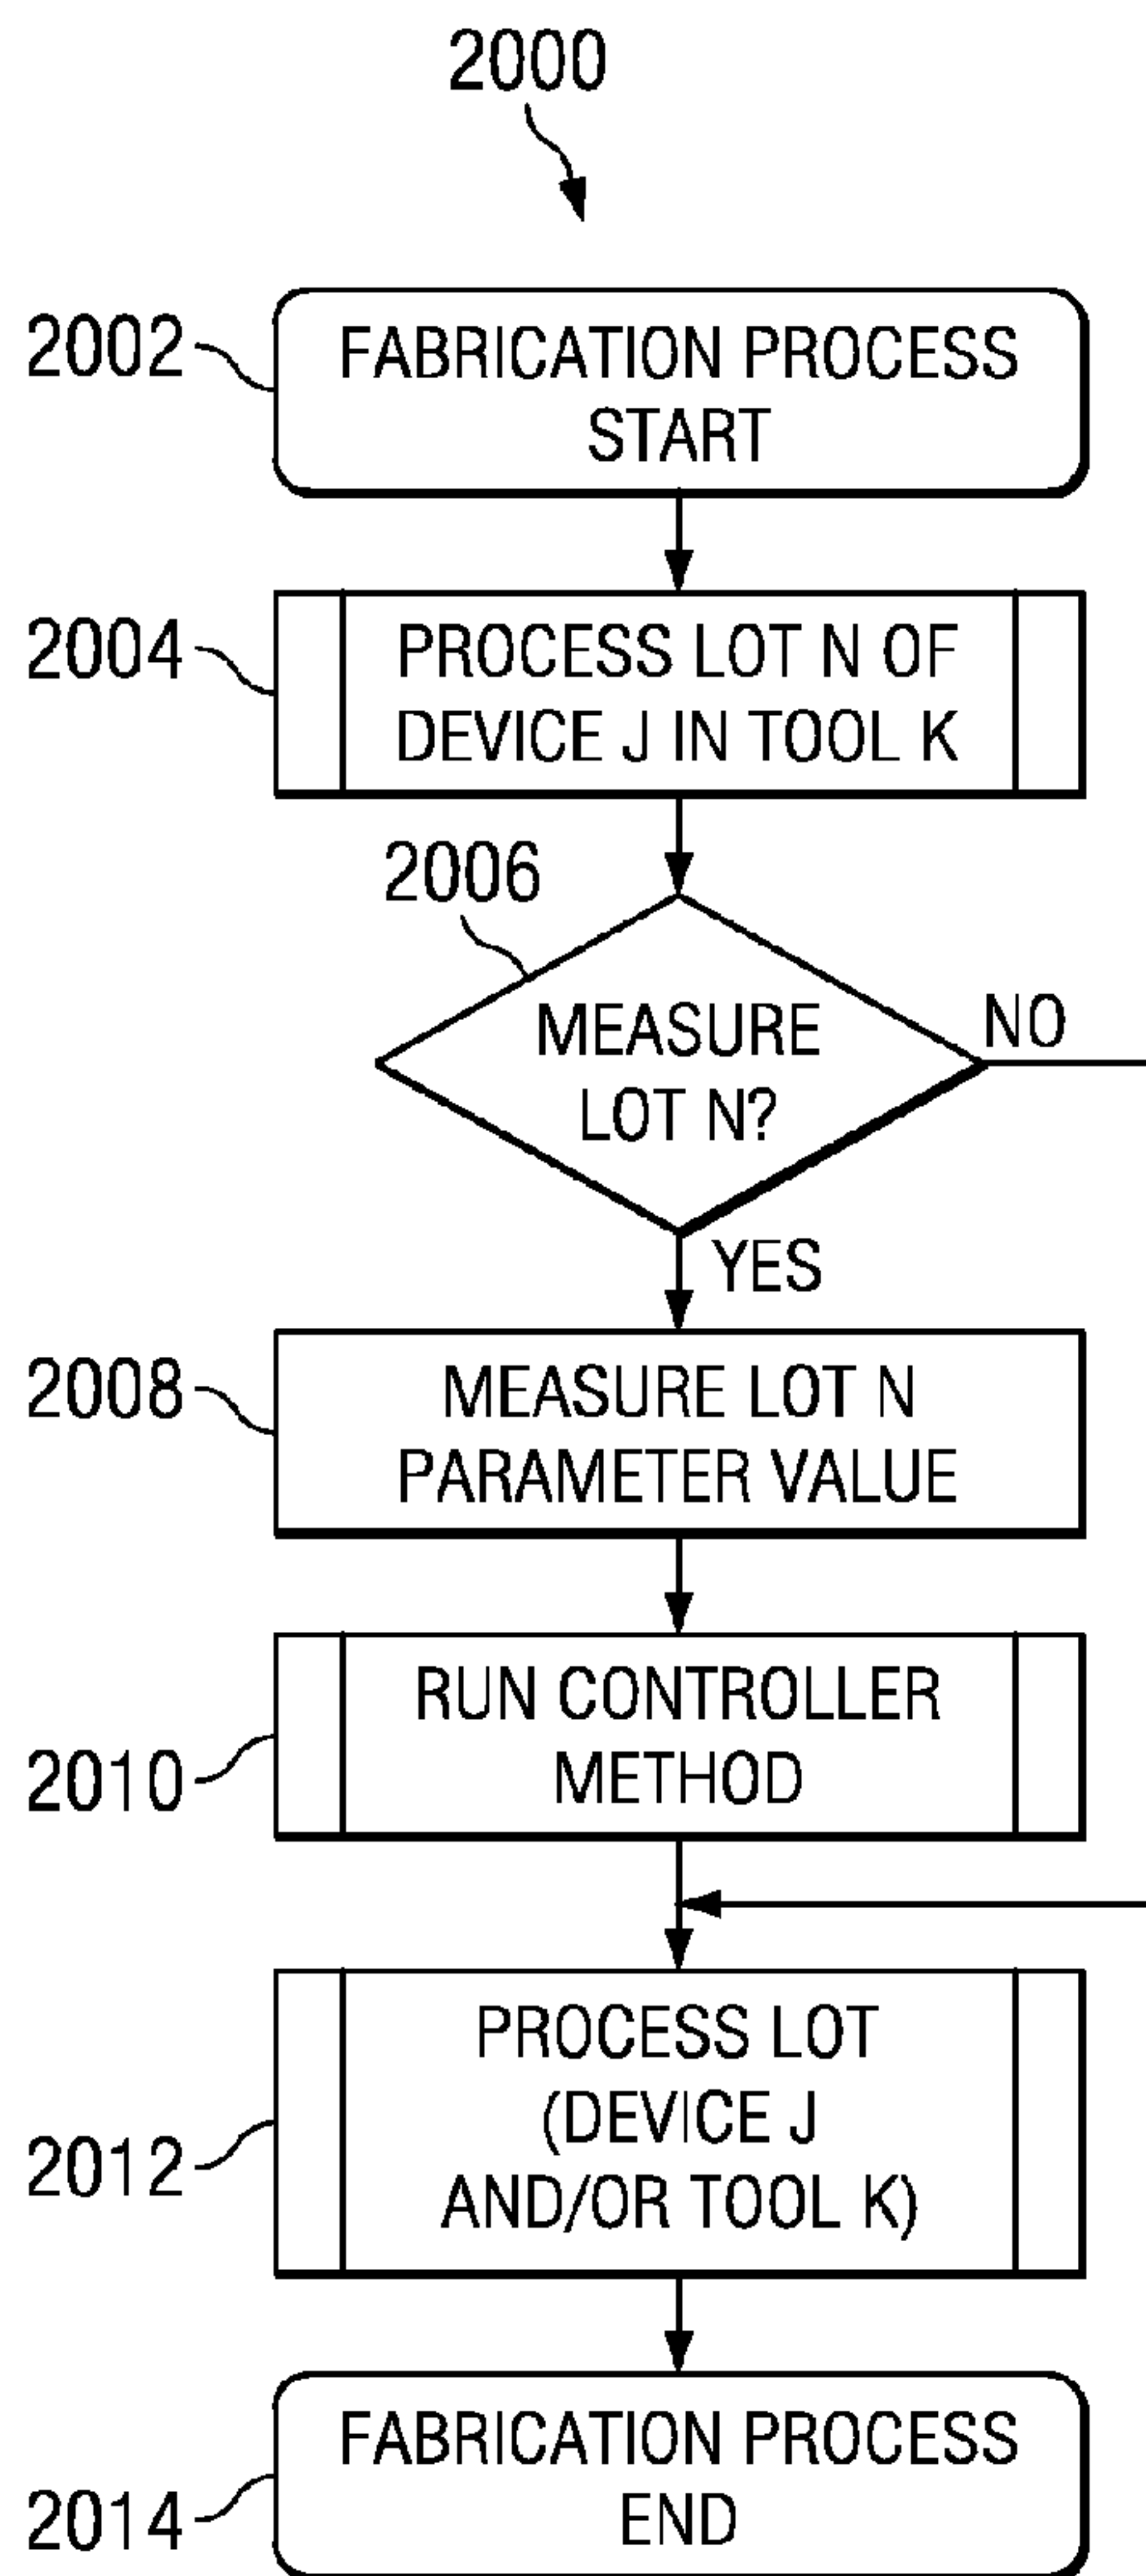 2000
2002
FABRICATION PROCESS
START
2004
PROCESS LOT N OF
DEVICE J IN TOOL K
2006
MEASURE
LOT N?
NO
YES
2008
MEASURE LOT N
PARAMETER VALUE
2010
RUN CONTROLLER
METHOD
2012
PROCESS LOT
(DEVICE J
AND/OR TOOL K)
2014
FABRICATION PROCESS
END